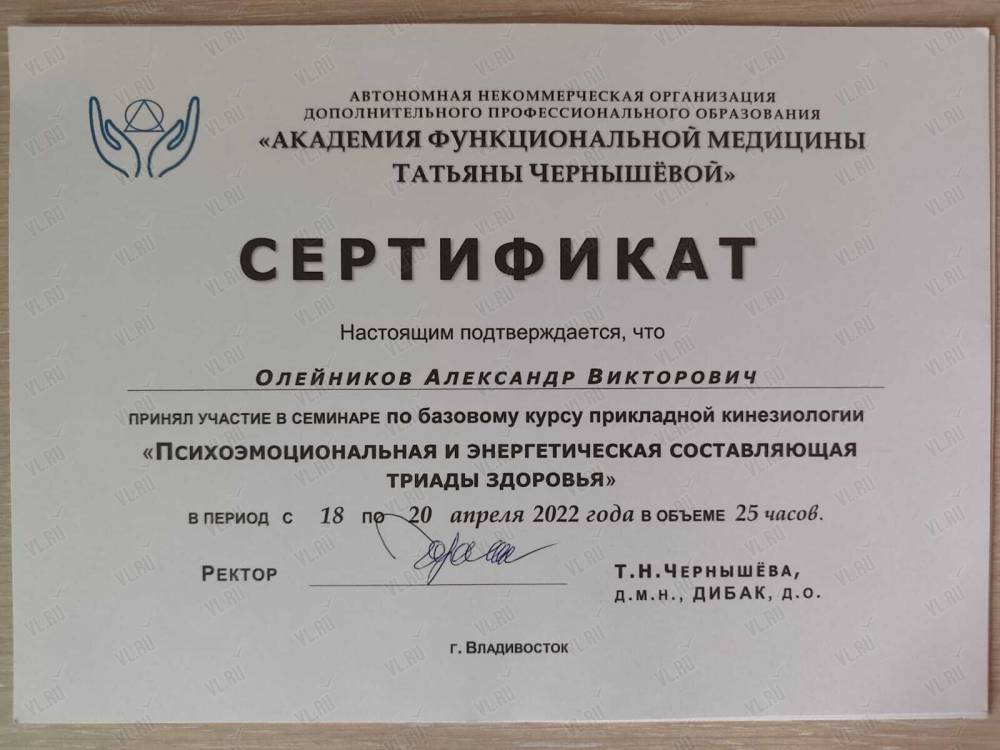 АВТОНОМНАЯ НЕКОММЕРЧЕСКАЯ ОРГАНИЗАЦИЯ
ДОПОЛНИТЕЛЬНОГО ПРОФЕССИОНАЛЬНОГО ОБРАЗОВАНИЯ
«АКАДЕМИЯ ФУНКЦИОНАЛЬНОЙ МЕДИЦИНЫ
ТАТЬЯНЫ ЧЕРНЫШЁВОЙ»
СЕРТИФИКАТ
Настоящим подтверждается, что
ОЛЕЙНИКОВ АЛЕКСАНДР ВИКТОРОВИЧ
ПРИНЯЛ УЧАСТИЕ В СЕМИНАРЕ по базовому курсу прикладной кинезиологии
«ПСИХОЭМОЦИОНАЛЬНАЯ И ЭНЕРГЕТИЧЕСКАЯ СОСТАВЛЯЮЩАЯ
ТРИАДЫ ЗДОРОВЬЯ»
В ПЕРИОД С 18 ПО 20 апреля 2022 года В ОБЪЕМЕ 25 часов.
РЕКТОР
Т.Н.ЧЕРНЫШЁВА,
Д.М.Н., ДИБАК, Д.О.
г. ВЛАДИВОСТОК
VL.RU